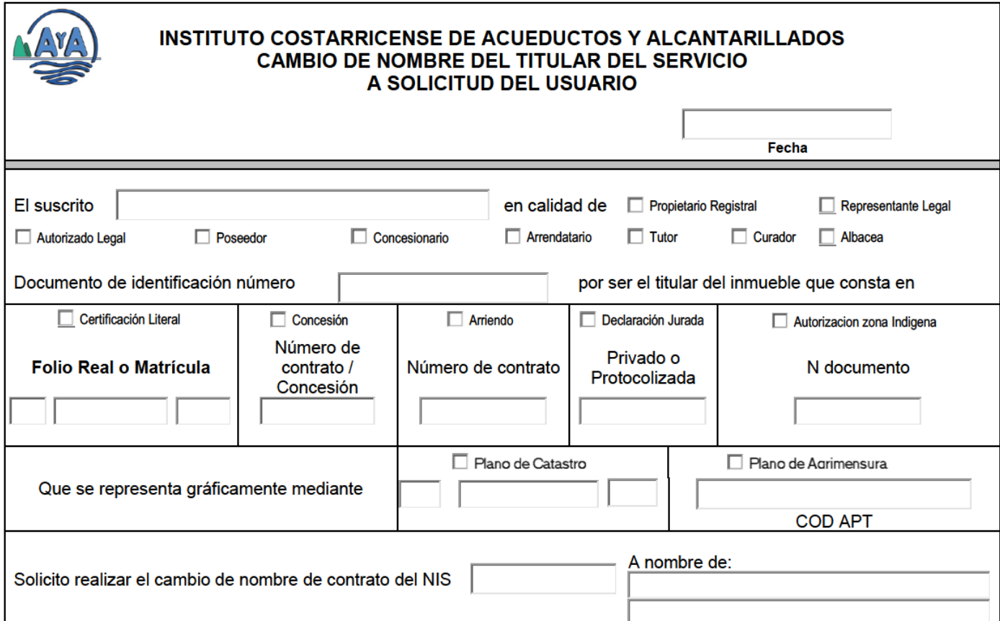 AyA
INSTITUTO COSTARRICENSE DE ACUEDUCTOS Y ALCANTARILLADOS
CAMBIO DE NOMBRE DEL TITULAR DEL SERVICIO
A SOLICITUD DEL USUARIO
Fecha
El suscrito en calidad de Propietario Registral Representante Legal
Autorizado Legal Poseedor Concesionario Arrendatario Tutor Curador Albacea
Documento de identificación número por ser el titular del inmueble que consta en
Certificación Literal
Folio Real o Matrícula
Concesión
Número de
contrato /
Concesión
Arriendo
Número de contrato
Declaración Jurada
Privado o
Protocolizada
Autorizacion zona Indigena
N documento
Que se representa gráficamente mediante
Plano de Catastro
Plano de Agrimensura
COD APT
Solicito realizar el cambio de nombre de contrato del NIS
A nombre de: